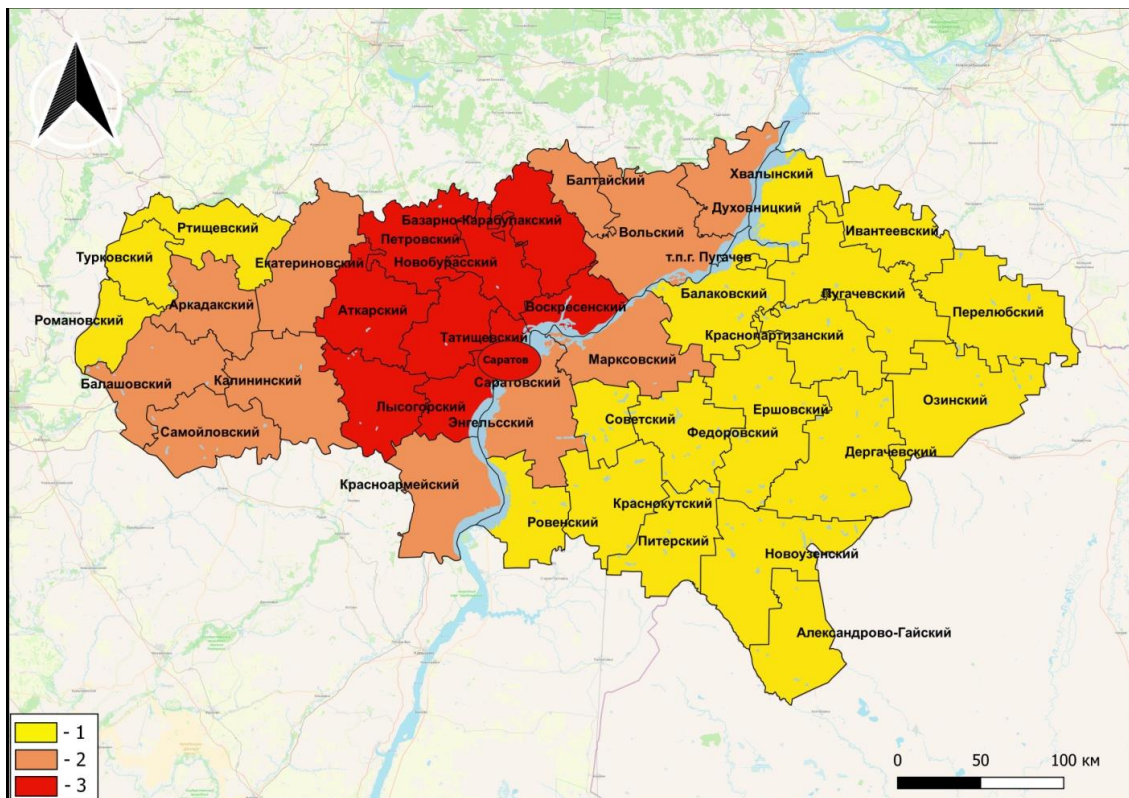 Хвалынский
Балтайский
Духовницкий
Базарно-Карабулакский
Ртищевский
Вольский
Ивантеевский
Петровский
Турковский
Екатериновский
Новобурасский
т.п.г. Пугачев
Аркадакский
Балаковский
Пугачевский
Романовский
Аткарский
Воскресенский
Перелюбский
Татищевский
Краснопартизанский
Саратов
Марксовский
Балашовский
Калининский
Саратовский
Озинский
Лысогорский
Ершовский
Самойловский
Энгельсский
Советский
Федоровский
Дергачевский
Красноармейский
Краснокутский
Ровенский
Питерский
Новоузенский
Александрово-Гайский
- 1
- 2
- 3
0 50 100 км